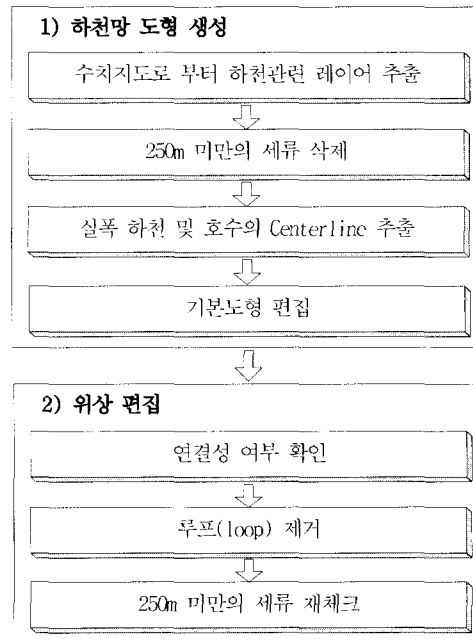 1) 하천망 도형 생성
수치지도로 부터 하천관련 레이어 추출
250m 미만의 세류 삭제
실폭 하천 및 호수의 Centerline 추출
기본도형 편집
2) 위상 편집
연결성 여부 확인
루프(loop) 제거
250m 미만의 세류 재체크